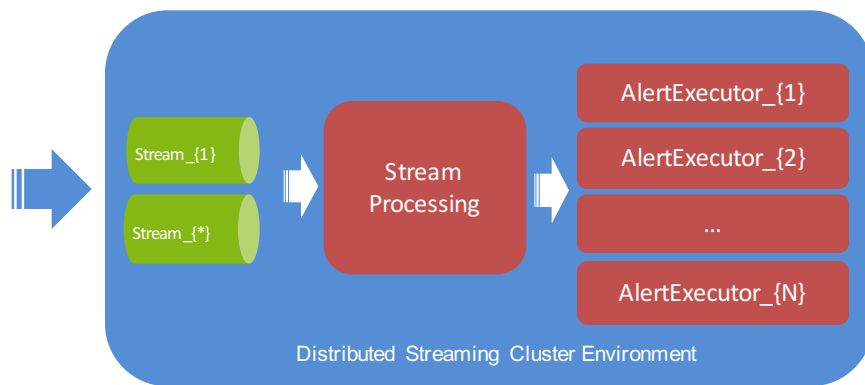 Stream_{1}
Stream_{*}
Stream
Processing
AlertExecutor_{1}
AlertExecutor_{2}
...
AlertExecutor_{N}
Distributed Streaming Cluster Environment